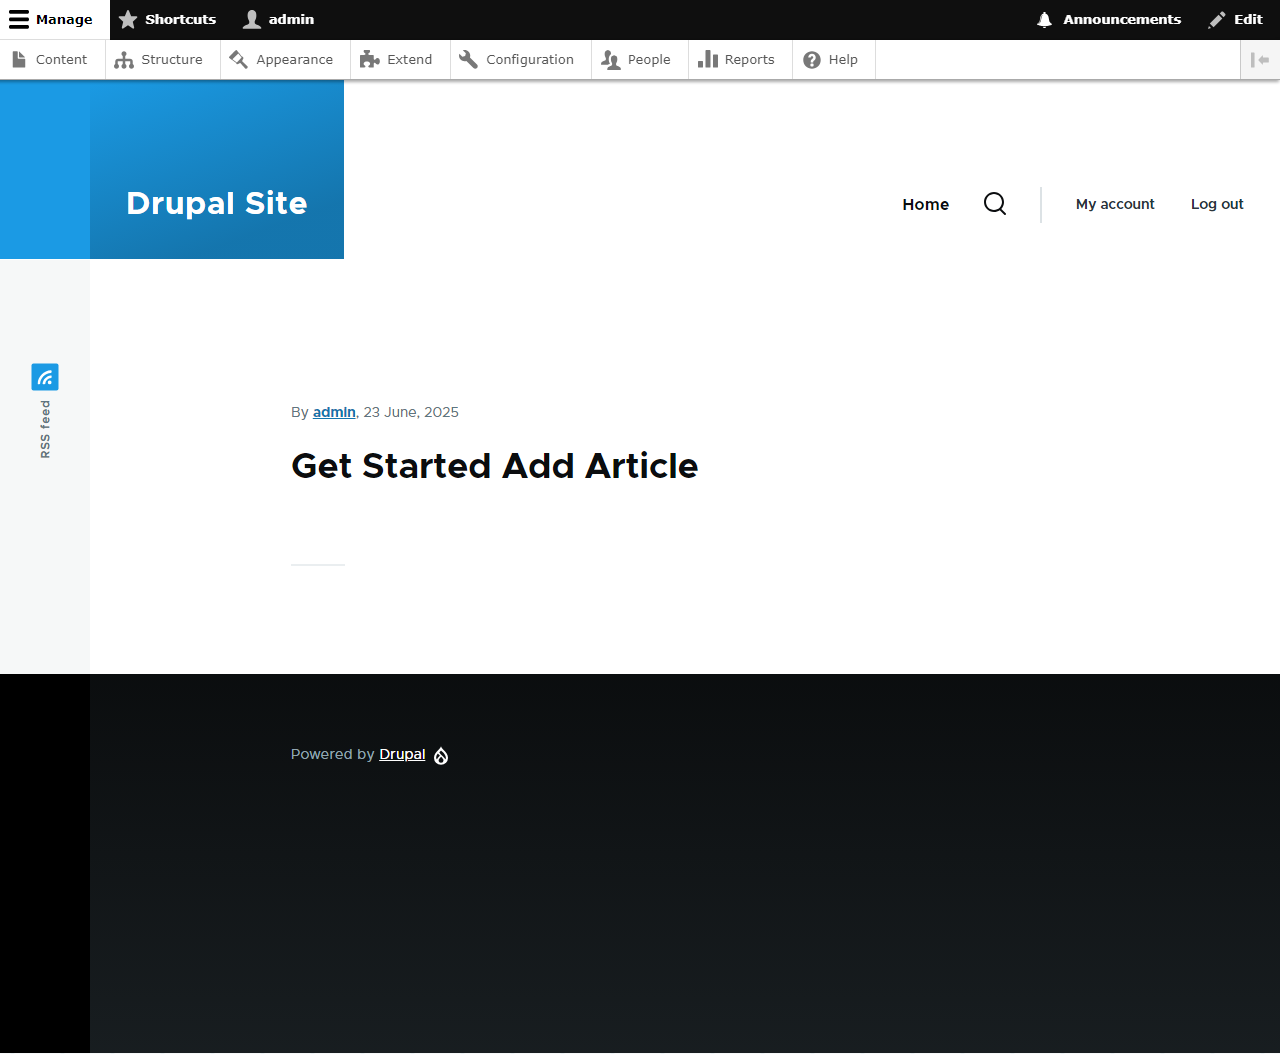 Manage Shortcuts admin Announcements Edit
Content Structure Appearance Extend Configuration People Reports Help
Drupal Site
Home My account Log out
RSS feed
By admin, 23 June, 2025
Get Started Add Article
Powered by Drupal